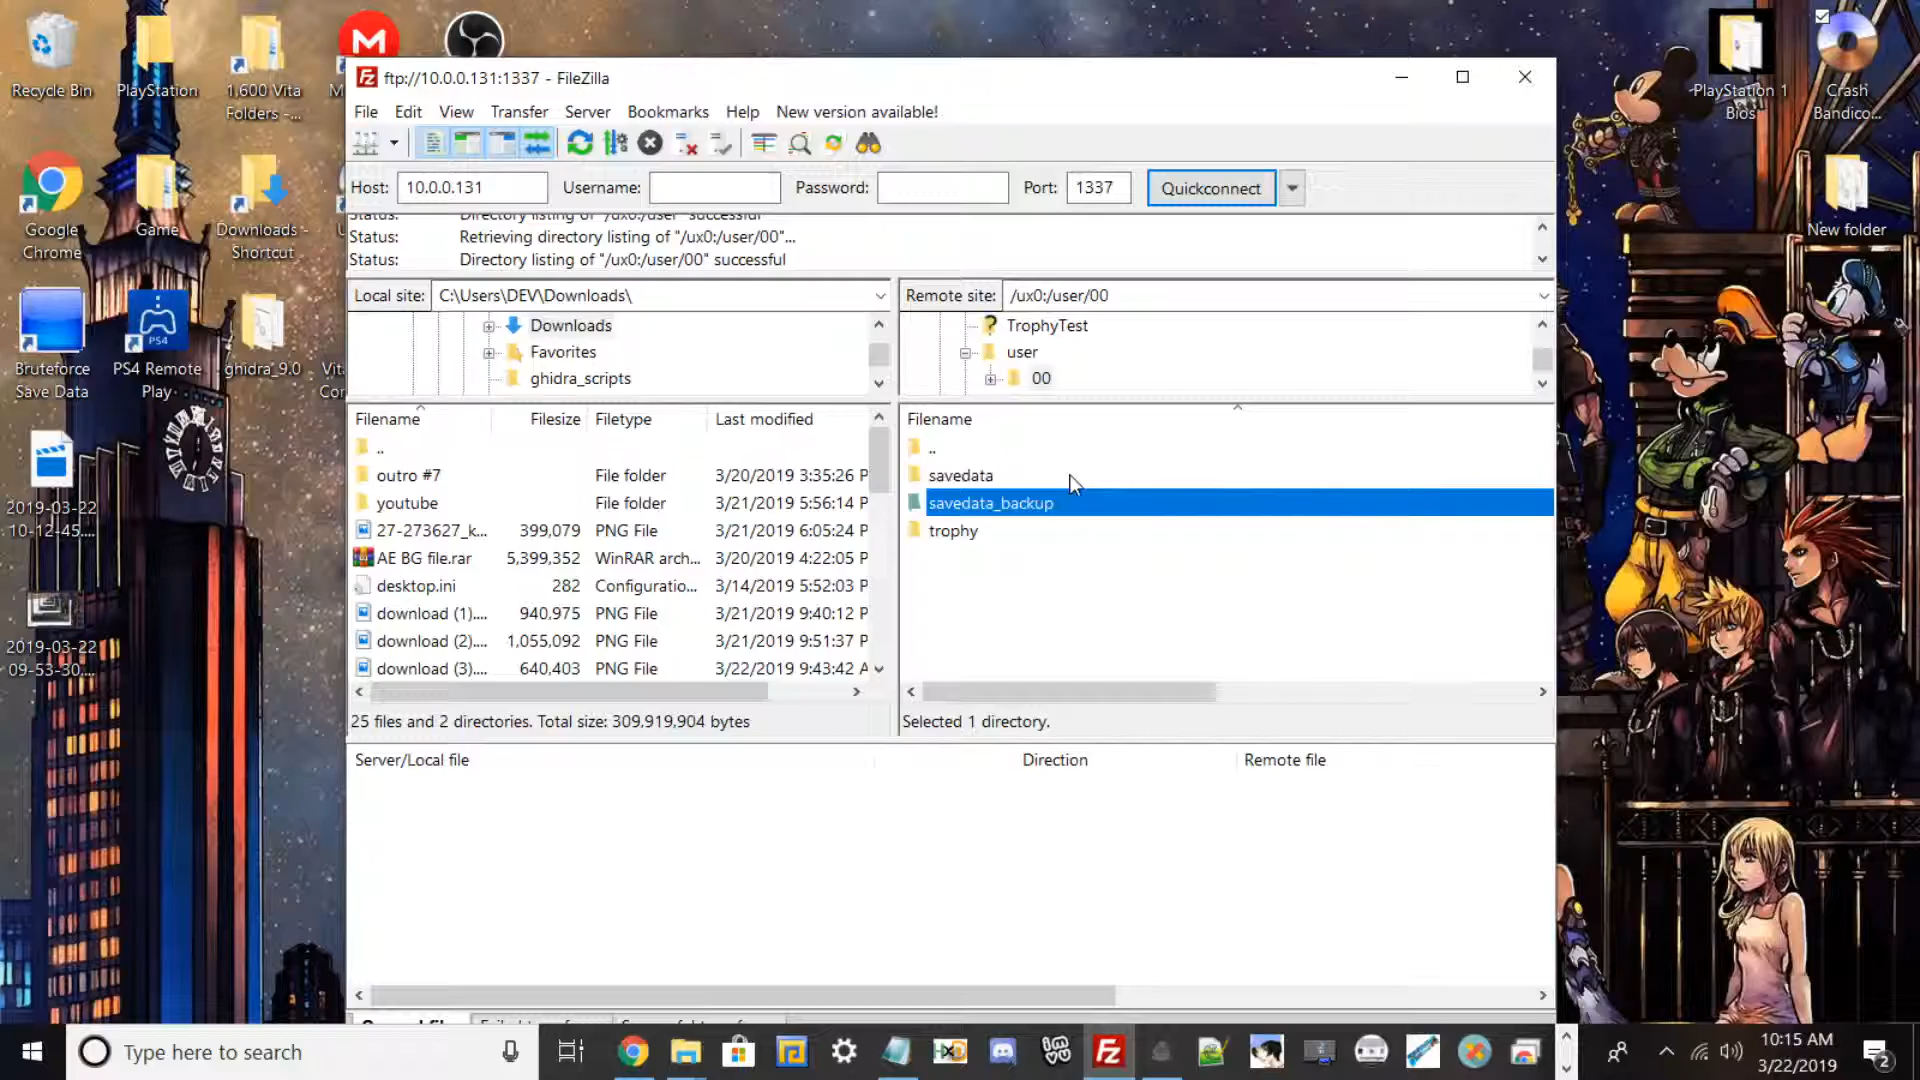 Recycle Bin
PlayStation
1,600 Vita
Folders -...
PlayStation 1
Bios
Crash
Bandico...
Google
Chrome
Game
Downloads -
Shortcut
New folder
Bruteforce
Save Data
PS4
PS4 Remote
Play
ghidra_9.0
2019-03-22
10-12-45....
2019-03-22
09-53-30....
ftp://10.0.0.131:1337 - FileZilla
File Edit View Transfer Server Bookmarks Help New version available!
Host: 10.0.0.131 Username: Password: Port: 1337 Quickconnect
Status: Directory listing of "/ux0:/user" successful
Status: Retrieving directory listing of "/ux0:/user/00"...
Status: Directory listing of "/ux0:/user/00" successful
Local site: C:\Users\DEV\Downloads\
Downloads
Favorites
ghidra_scripts
Remote site: /ux0:/user/00
TrophyTest
user
00
Filename Filesize Filetype Last modified
..
outro #7 File folder 3/20/2019 3:35:26 P
youtube File folder 3/21/2019 5:56:14 P
27-273627_k... 399,079 PNG File 3/21/2019 6:05:24 P
AE BG file.rar 5,399,352 WinRAR arch... 3/20/2019 4:22:05 P
desktop.ini 282 Configuratio... 3/14/2019 5:52:03 P
download (1).... 940,975 PNG File 3/21/2019 9:40:12 P
download (2).... 1,055,092 PNG File 3/21/2019 9:51:37 P
download (3).... 640,403 PNG File 3/22/2019 9:43:42 A
25 files and 2 directories. Total size: 309,919,904 bytes
Filename
..
savedata
savedata_backup
trophy
Selected 1 directory.
Server/Local file Direction Remote file
Type here to search
10:15 AM
3/22/2019
2